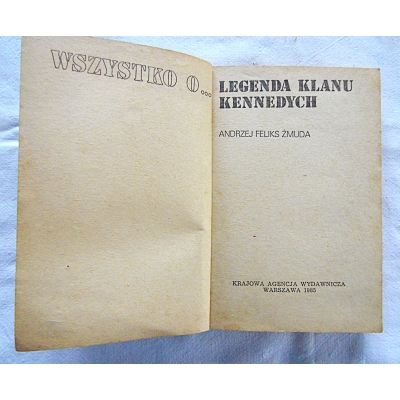 WSZYSTKO O...
LEGENDA KLANU
KENNEDYCH
ANDRZEJ FELIKS ŻMUDA
KRAJOWA AGENCJA WYDAWNICZA
WARSZAWA 1985